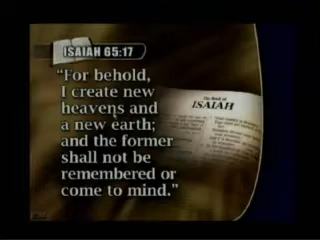 ISAIAH 65:17
"For behold,
I create new
heavens and
a new earth;
and the former
shall not be
remembered or
come to mind."
The Book of
ISAIAH